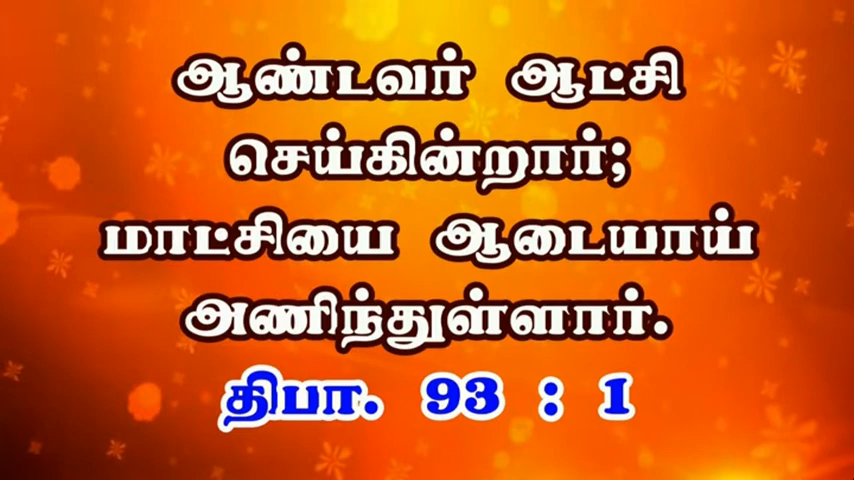 ஆண்டவர் ஆட்சி
செய்கின்றார்;
மாட்சியை ஆடையாய்
அணிந்துள்ளார்.
திபா. 93 : 1